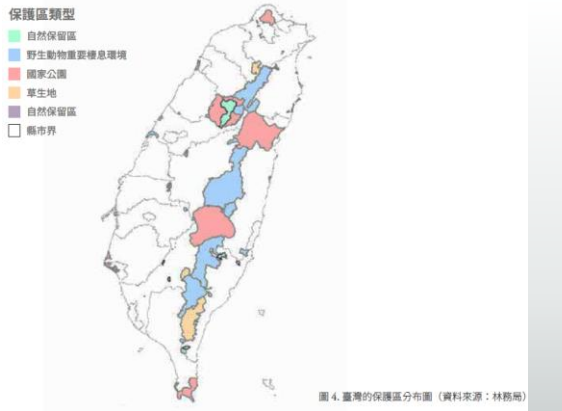 保護區類型
自然保留區
野生動物重要棲息環境
國家公園
草生地
自然保留區
縣市界
圖 4. 臺灣的保護區分布圖（資料來源：林務局）